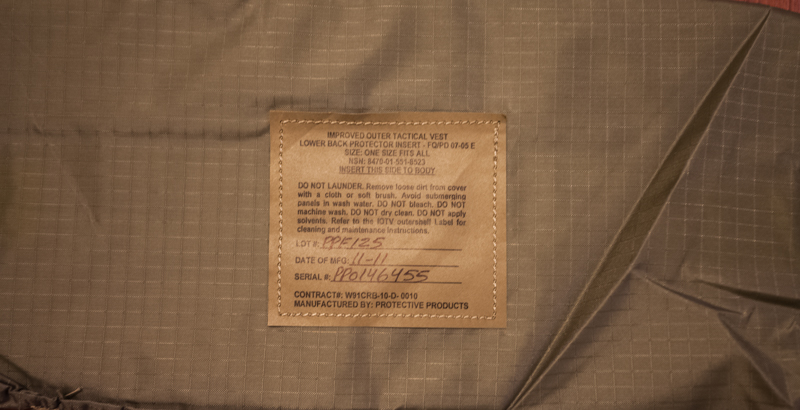 IMPROVED OUTER TACTICAL VEST
LOWER BACK PROTECTOR INSERT - FQ/PD 07-05 E
SIZE: ONE SIZE FITS ALL
NSN: 8470-01-551-8523
INSERT THIS SIDE TO BODY
DO NOT LAUNDER. Remove loose dirt from cover
with a cloth or soft brush. Avoid submerging
panels in wash water. DO NOT bleach. DO NOT
machine wash. DO NOT dry clean. DO NOT apply
solvents. Refer to the IOTV outershell Label for
cleaning and maintenance instructions.
LOT #: PPE125
DATE OF MFG: 11-11
SERIAL #: PPO146455
CONTRACT#: W91CRB-10-D- 0010
MANUFACTURED BY: PROTECTIVE PRODUCTS